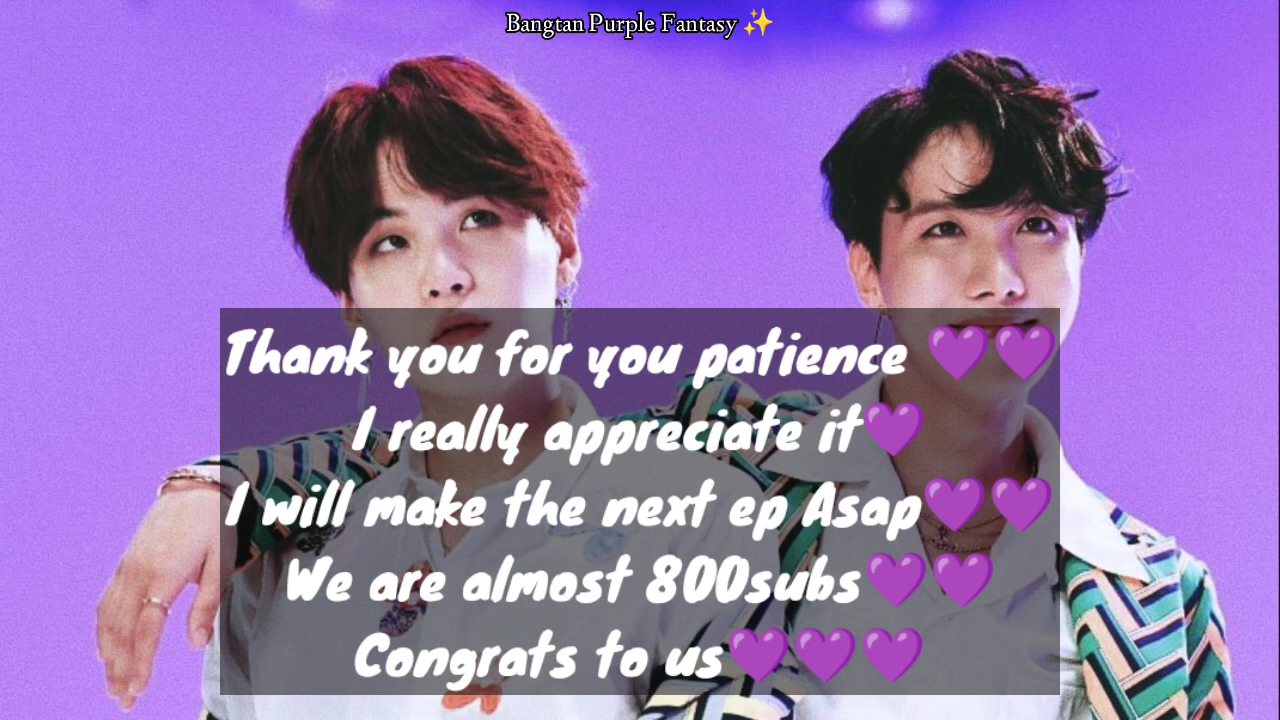 Bangtan Purple Fantasy ✨
Thank you for you patience 💜💜
I really appreciate it💜
I will make the next ep Asap💜💜
We are almost 800subs💜💜
Congrats to us💜💜💜